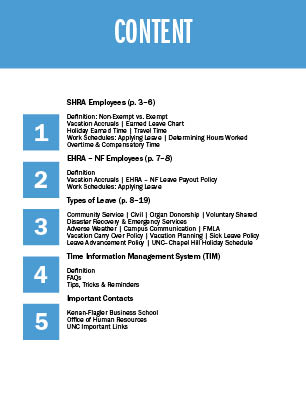 CONTENT
SHRA Employees (p. 3–6)
1
Definition: Non-Exempt vs. Exempt
Vacation Accruals | Earned Leave Chart
Holiday Earned Time | Travel Time
Work Schedules: Applying Leave | Determining Hours Worked
Overtime & Compensatory Time
EHRA – NF Employees (p. 7–8)
2
Definition
Vacation Accruals | EHRA – NF Leave Payout Policy
Work Schedules: Applying Leave
Types of Leave (p. 8–19)
3
Community Service | Civil | Organ Donorship | Voluntary Shared
Disaster Recovery & Emergency Services
Adverse Weather | Campus Communication | FMLA
Vacation Carry Over Policy | Vacation Planning | Sick Leave Policy
Leave Advancement Policy | UNC- Chapel Hill Holiday Schedule
Time Information Management System (TIM)
4
Definition
FAQs
Tips, Tricks & Reminders
Important Contacts
5
Kenan-Flagler Business School
Office of Human Resources
UNC Important Links